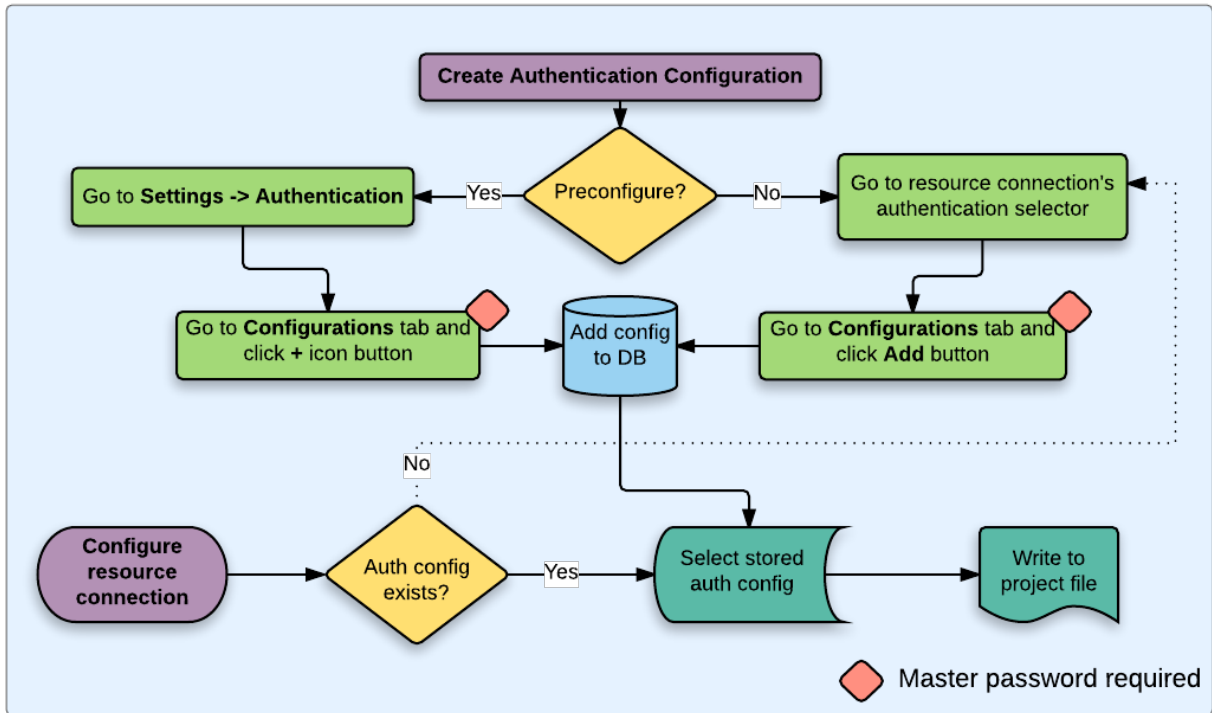 Create Authentication Configuration
Preconfigure?
Yes
No
Go to Settings -> Authentication
Go to resource connection's
authentication selector
Go to Configurations tab and
click + icon button
Add config
to DB
Go to Configurations tab and
click Add button
No
Configure
resource
connection
Auth config
exists?
Yes
Select stored
auth config
Write to
project file
Master password required